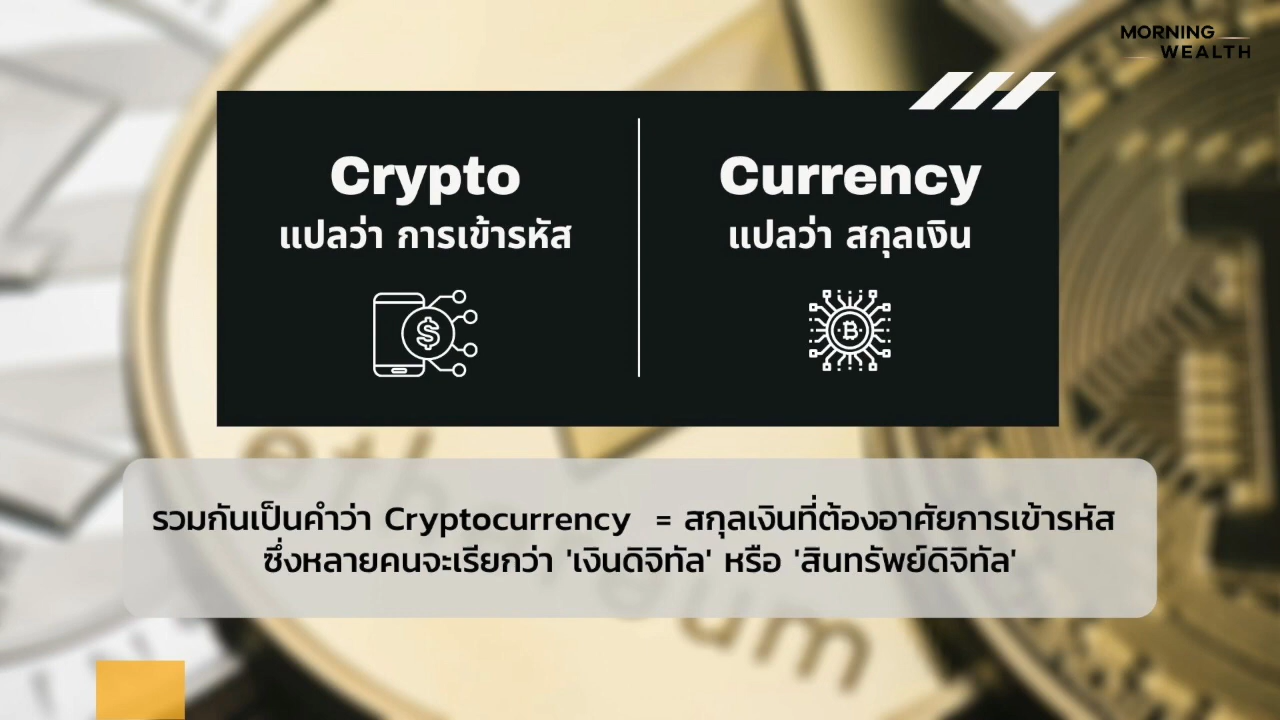 MORNING
WEALTH
Crypto
แปลว่า การเข้ารหัส
Currency
แปลว่า สกุลเงิน
รวมกันเป็นคำว่า Cryptocurrency = สกุลเงินที่ต้องอาศัยการเข้ารหัส
ซึ่งหลายคนจะเรียกว่า 'เงินดิจิทัล' หรือ 'สินทรัพย์ดิจิทัล'
ethereum